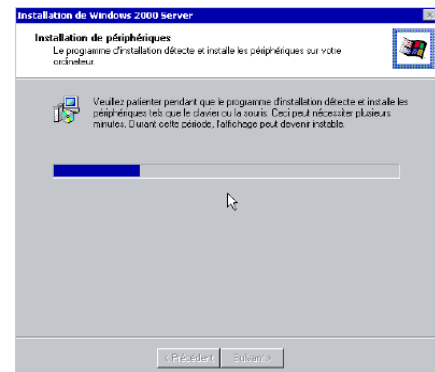 Installation de Windows 2000 Server
Installation de périphériques
Le programme d'installation détecte et installe les périphériques sur votre
ordinateur.
Veuillez patienter pendant que le programme d'installation détecte et installe les
périphériques tels que le clavier ou la souris. Ceci peut nécessiter plusieurs
minutes. Durant cette période, l'affichage peut devenir instable.
< Précédent Suivant >